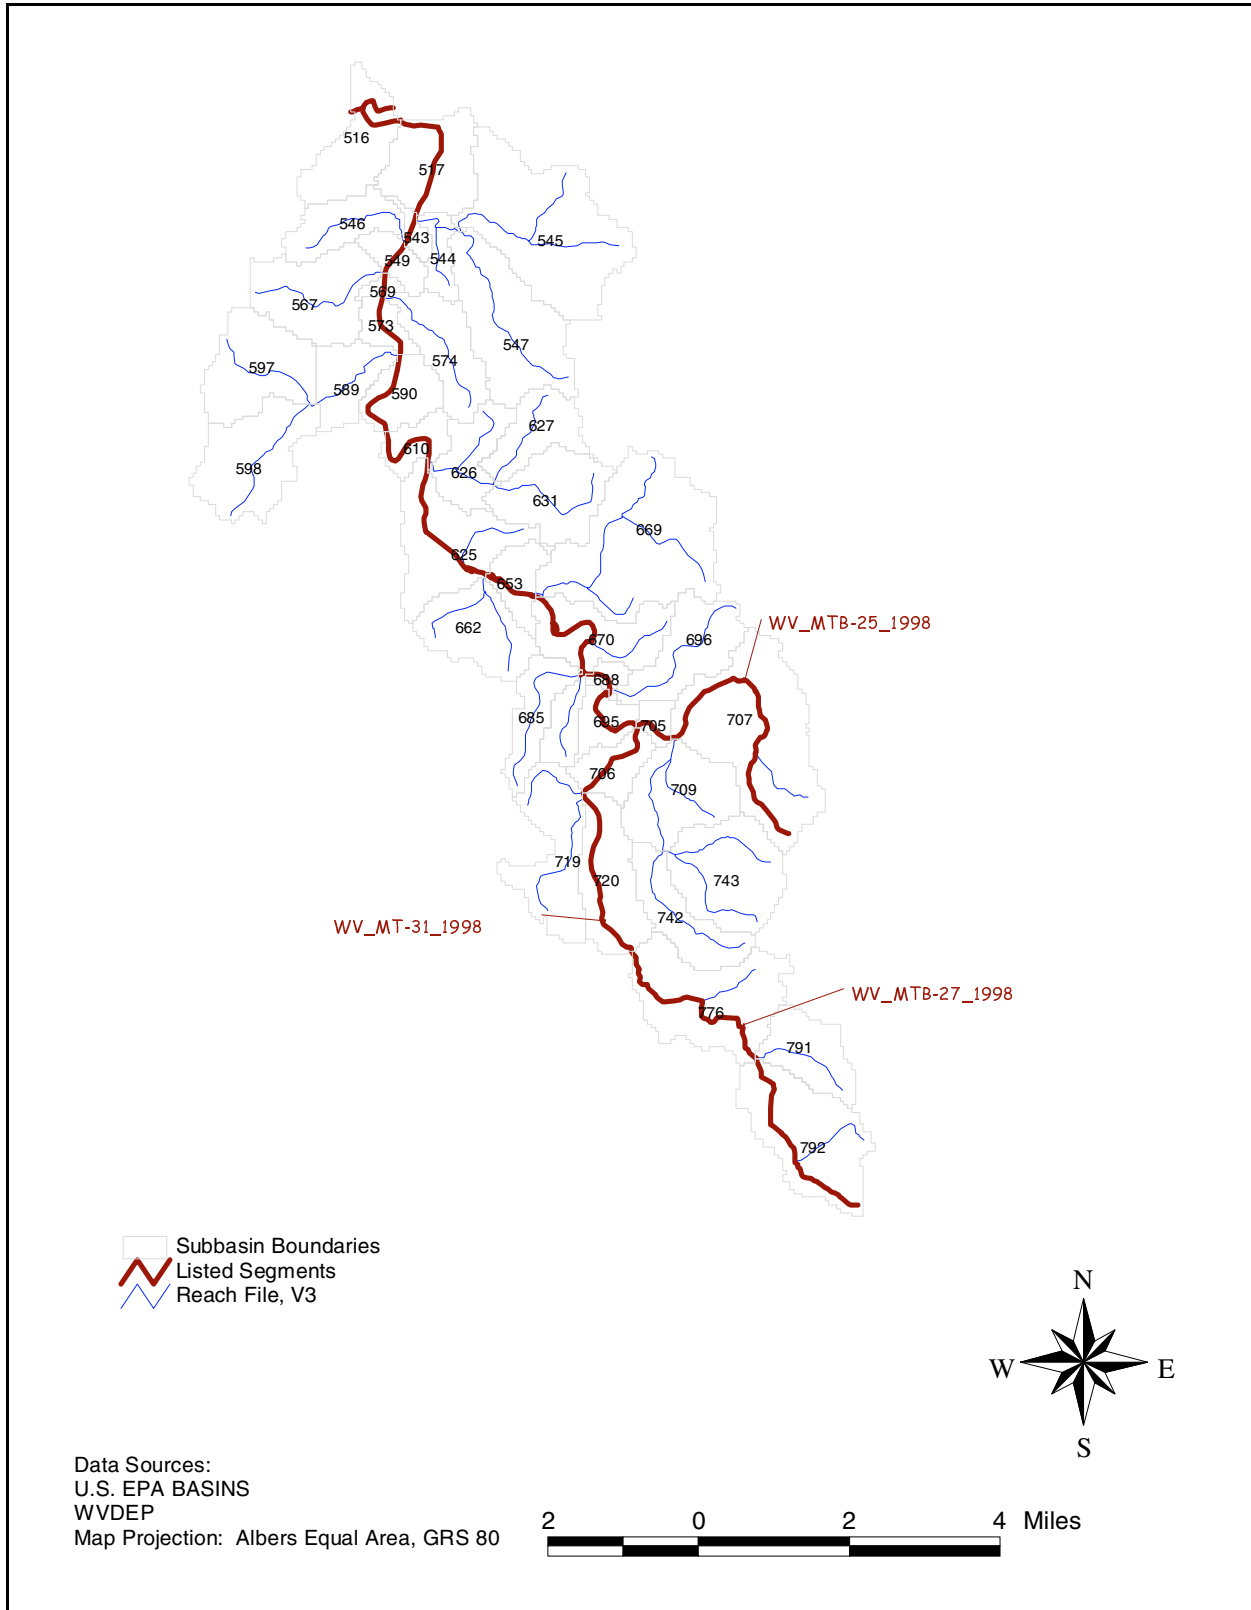 516
517
546
543
545
549
544
569
567
573
547
574
597
589
590
627
610
598
626
631
669
625
653
662
670
696
WV_MTB-25_1998
688
685
695
705
707
706
709
719
720
743
742
WV_MT-31_1998
WV_MTB-27_1998
776
791
792
Subbasin Boundaries
Listed Segments
Reach File, V3
N
W
E
S
Data Sources:
U.S. EPA BASINS
WVDEP
Map Projection: Albers Equal Area, GRS 80
2 0 2 4 Miles